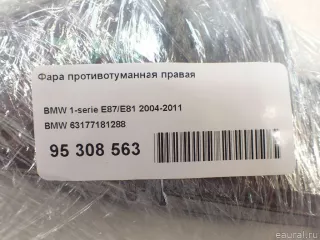 Фара противотуманная правая
BMW 1-serie E87/E81 2004-2011
BMW 63177181288
95 308 563
eaural.ru